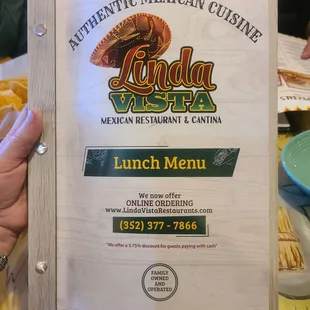 AUTHENTIC MEXICAN CUISINE
Linda
VISTA
MEXICAN RESTAURANT & CANTINA
Lunch Menu
We now offer
ONLINE ORDERING
www.LindaVistaRestaurants.com
(352) 377 - 7866
"We offer a 3.75% discount for guests paying with cash"
FAMILY
OWNED
AND
OPERATED